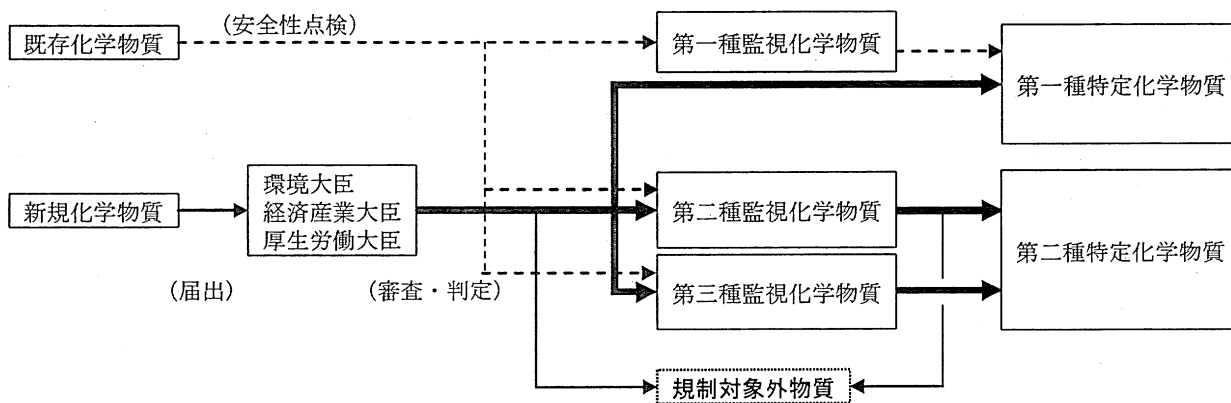 （安全性点検）
既存化学物質
第一種監視化学物質
第一種特定化学物質
新規化学物質
環境大臣
経済産業大臣
厚生労働大臣
第二種監視化学物質
第二種特定化学物質
（届出）
（審査・判定）
第三種監視化学物質
規制対象外物質